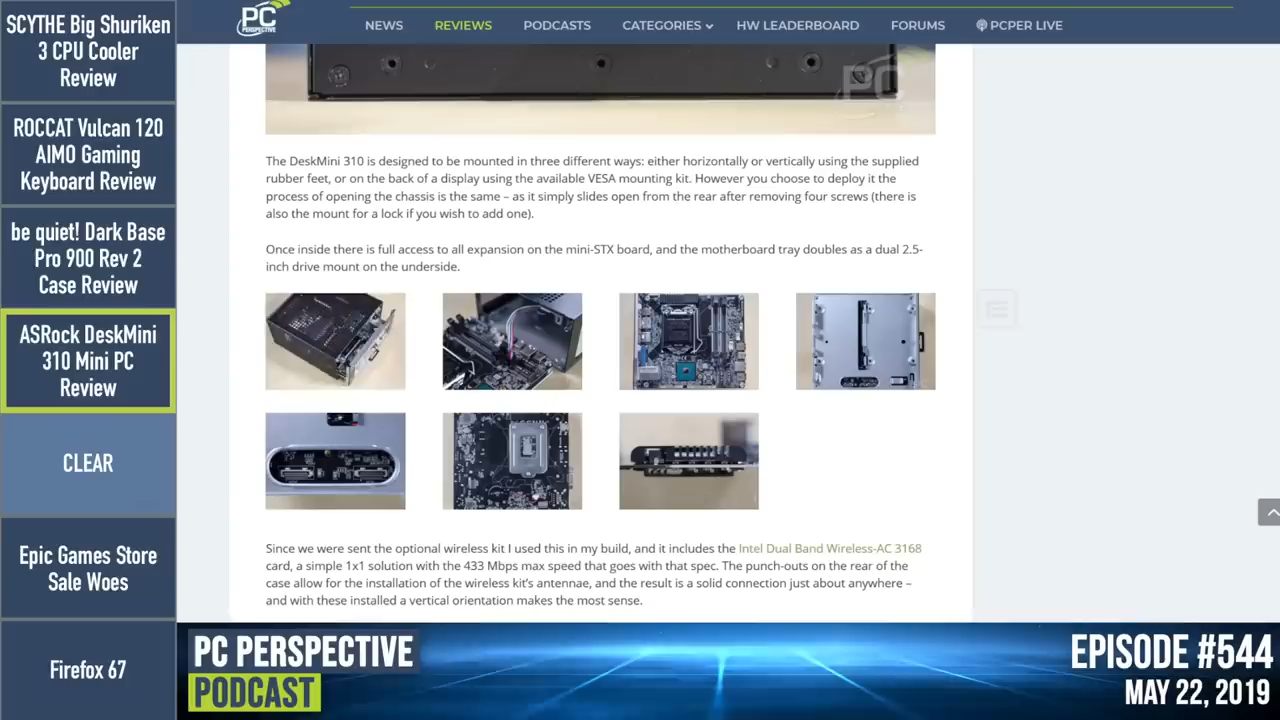 SCYTHE Big Shuriken
3 CPU Cooler
Review
ROCCAT Vulcan 120
AIMO Gaming
Keyboard Review
be quiet! Dark Base
Pro 900 Rev 2
Case Review
ASRock DeskMini
310 Mini PC
Review
CLEAR
Epic Games Store
Sale Woes
Firefox 67
PC
PERSPECTIVE
NEWS REVIEWS PODCASTS CATEGORIES HW LEADERBOARD FORUMS PCPER LIVE
PC
The DeskMini 310 is designed to be mounted in three different ways: either horizontally or vertically using the supplied
rubber feet, or on the back of a display using the available VESA mounting kit. However you choose to deploy it the
process of opening the chassis is the same – as it simply slides open from the rear after removing four screws (there is
also the mount for a lock if you wish to add one).
Once inside there is full access to all expansion on the mini-STX board, and the motherboard tray doubles as a dual 2.5-
inch drive mount on the underside.
Since we were sent the optional wireless kit I used this in my build, and it includes the Intel Dual Band Wireless-AC 3168
card, a simple 1x1 solution with the 433 Mbps max speed that goes with that spec. The punch-outs on the rear of the
case allow for the installation of the wireless kit's antennae, and the result is a solid connection just about anywhere –
and with these installed a vertical orientation makes the most sense.
PC PERSPECTIVE
PODCAST
EPISODE #544
MAY 22, 2019